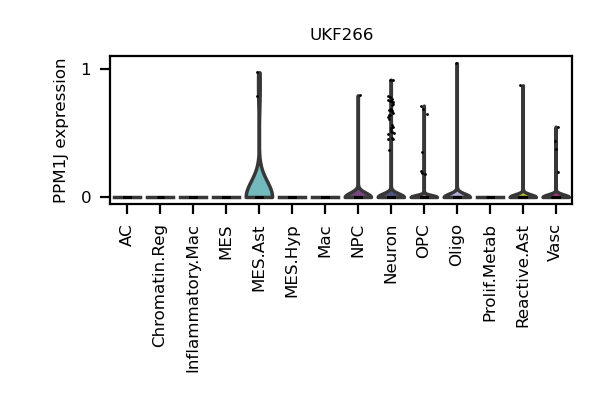 UKF266
PPM1J expression
1
0
AC
Chromatin.Reg
Inflammatory.Mac
MES
MES.Ast
MES.Hyp
Mac
NPC
Neuron
OPC
Oligo
Prolif.Metab
Reactive.Ast
Vasc